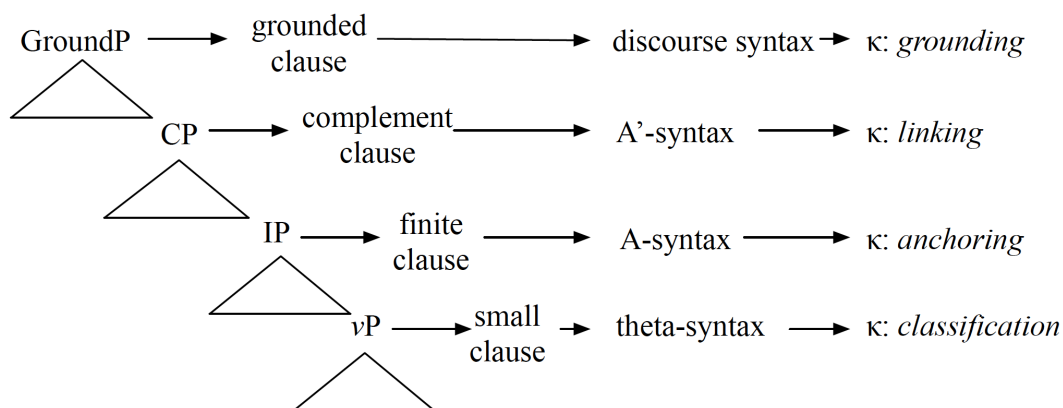 GroundP grounded clause discourse syntax κ: grounding
CP complement clause A’-syntax κ: linking
IP finite clause A-syntax κ: anchoring
vP small clause theta-syntax κ: classification